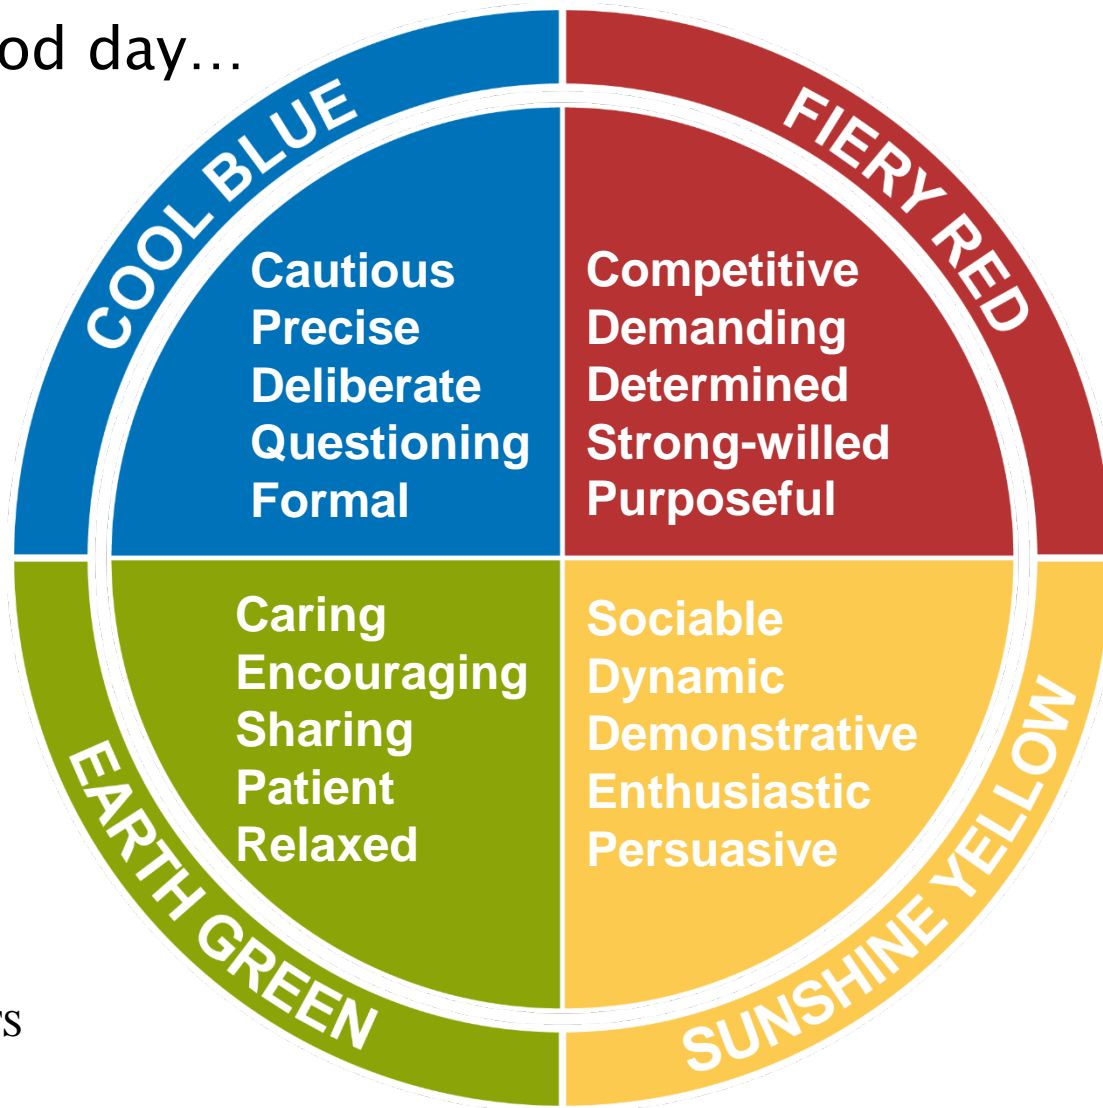 od day...
COOL BLUE
Cautious
Precise
Deliberate
Questioning
Formal
FIERY RED
Competitive
Demanding
Determined
Strong-willed
Purposeful
EARTH GREEN
Caring
Encouraging
Sharing
Patient
Relaxed
SUNSHINE YELLOW
Sociable
Dynamic
Demonstrative
Enthusiastic
Persuasive